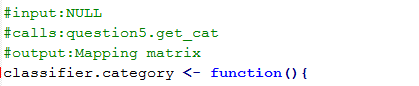 #input:NULL
#calls:question5.get_cat
#output:Mapping matrix
classifier.category <- function(){